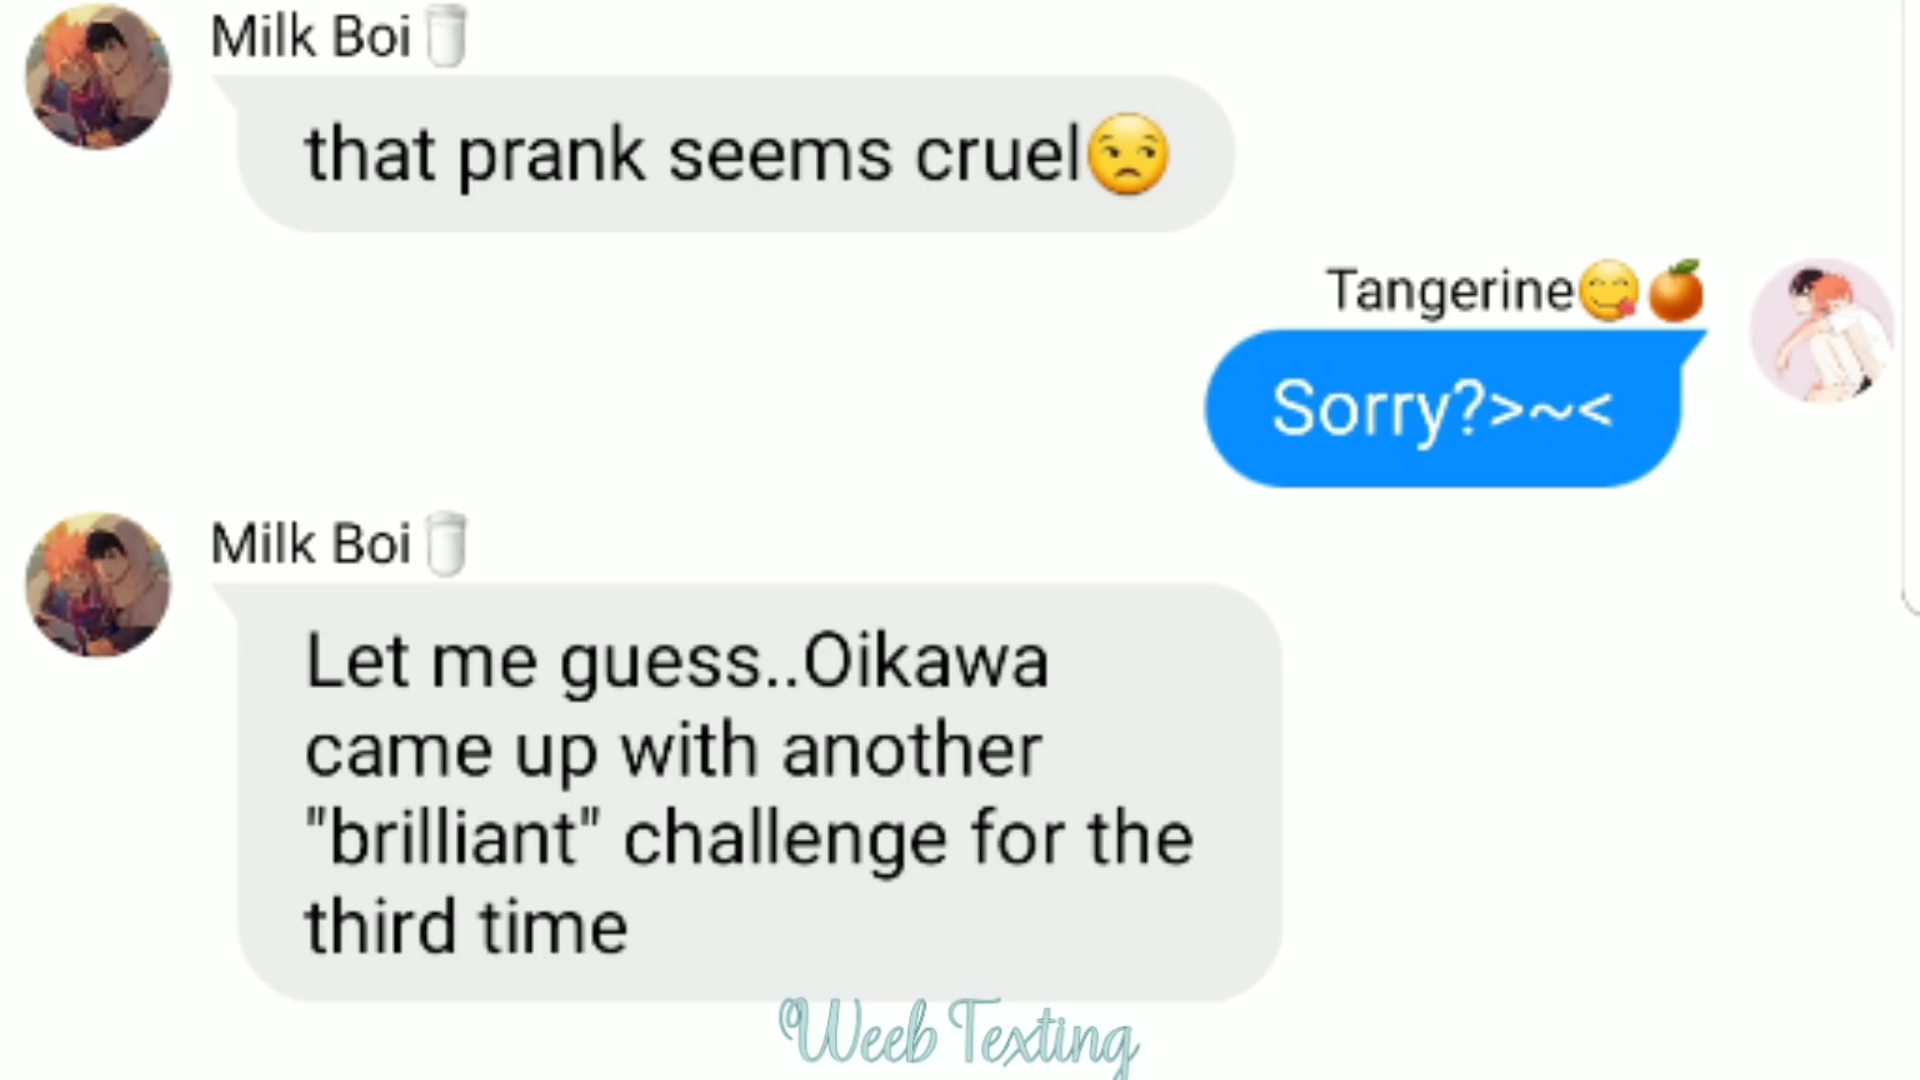 Milk Boi🥛
that prank seems cruel😒
Tangerine😋🍊
Sorry?>~<
Milk Boi🥛
Let me guess..Oikawa
came up with another
"brilliant" challenge for the
third time
Weeb Texting